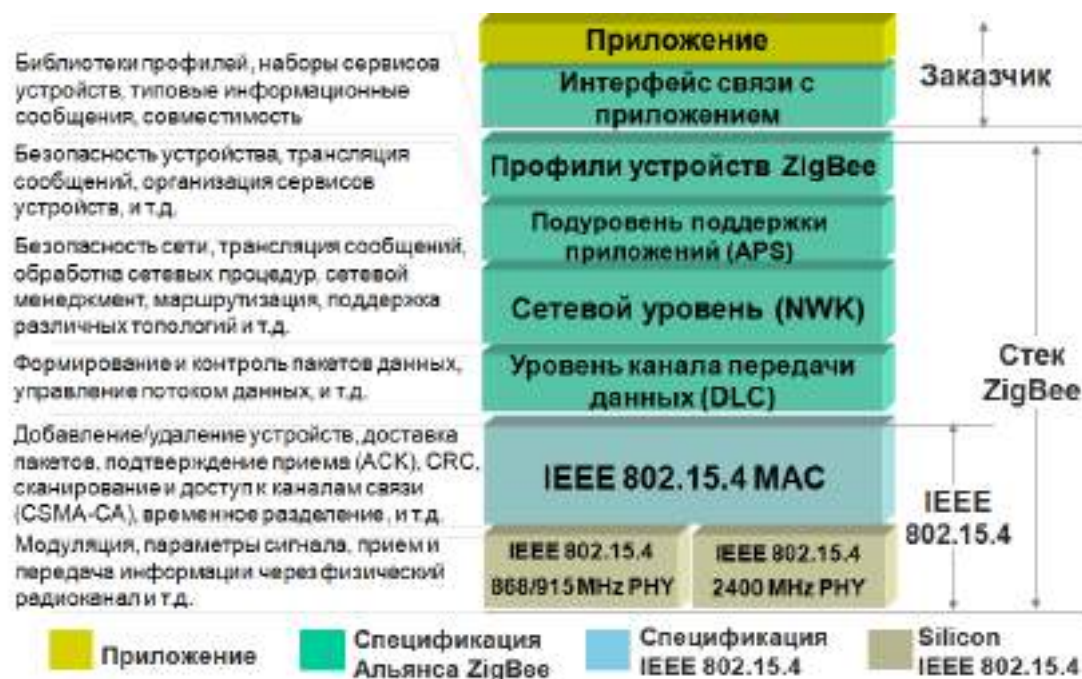 Приложение
Интерфейс связи с
приложением
Профили устройств ZigBee
Подуровень поддержки
приложений (APS)
Сетевой уровень (NWK)
Уровень канала передачи
данных (DLC)
IEEE 802.15.4 MAC
IEEE 802.15.4
868/915 MHz PHY
IEEE 802.15.4
2400 MHz PHY
Библиотеки профилей, наборы сервисов
устройств, типовые информационные
сообщения, совместимость
Безопасность устройства, трансляция
сообщений, организация сервисов
устройств, и т.д.
Безопасность сети, трансляция сообщений,
обработка сетевых процедур, сетевой
менеджмент, маршрутизация, поддержка
различных топологий и т.д.
Формирование и контроль пакетов данных,
управление потоком данных, и т.д.
Добавление/удаление устройств, доставка
пакетов, подтверждение приема (ACK), CRC,
сканирование и доступ к каналам связи
(CSMA-CA), временное разделение, и т.д.
Модуляция, параметры сигнала, прием и
передача информации через физический
радиоканал и т.д.
Заказчик
Стек
ZigBee
IEEE
802.15.4
Приложение
Спецификация
Альянса ZigBee
Спецификация
IEEE 802.15.4
Silicon
IEEE 802.15.4